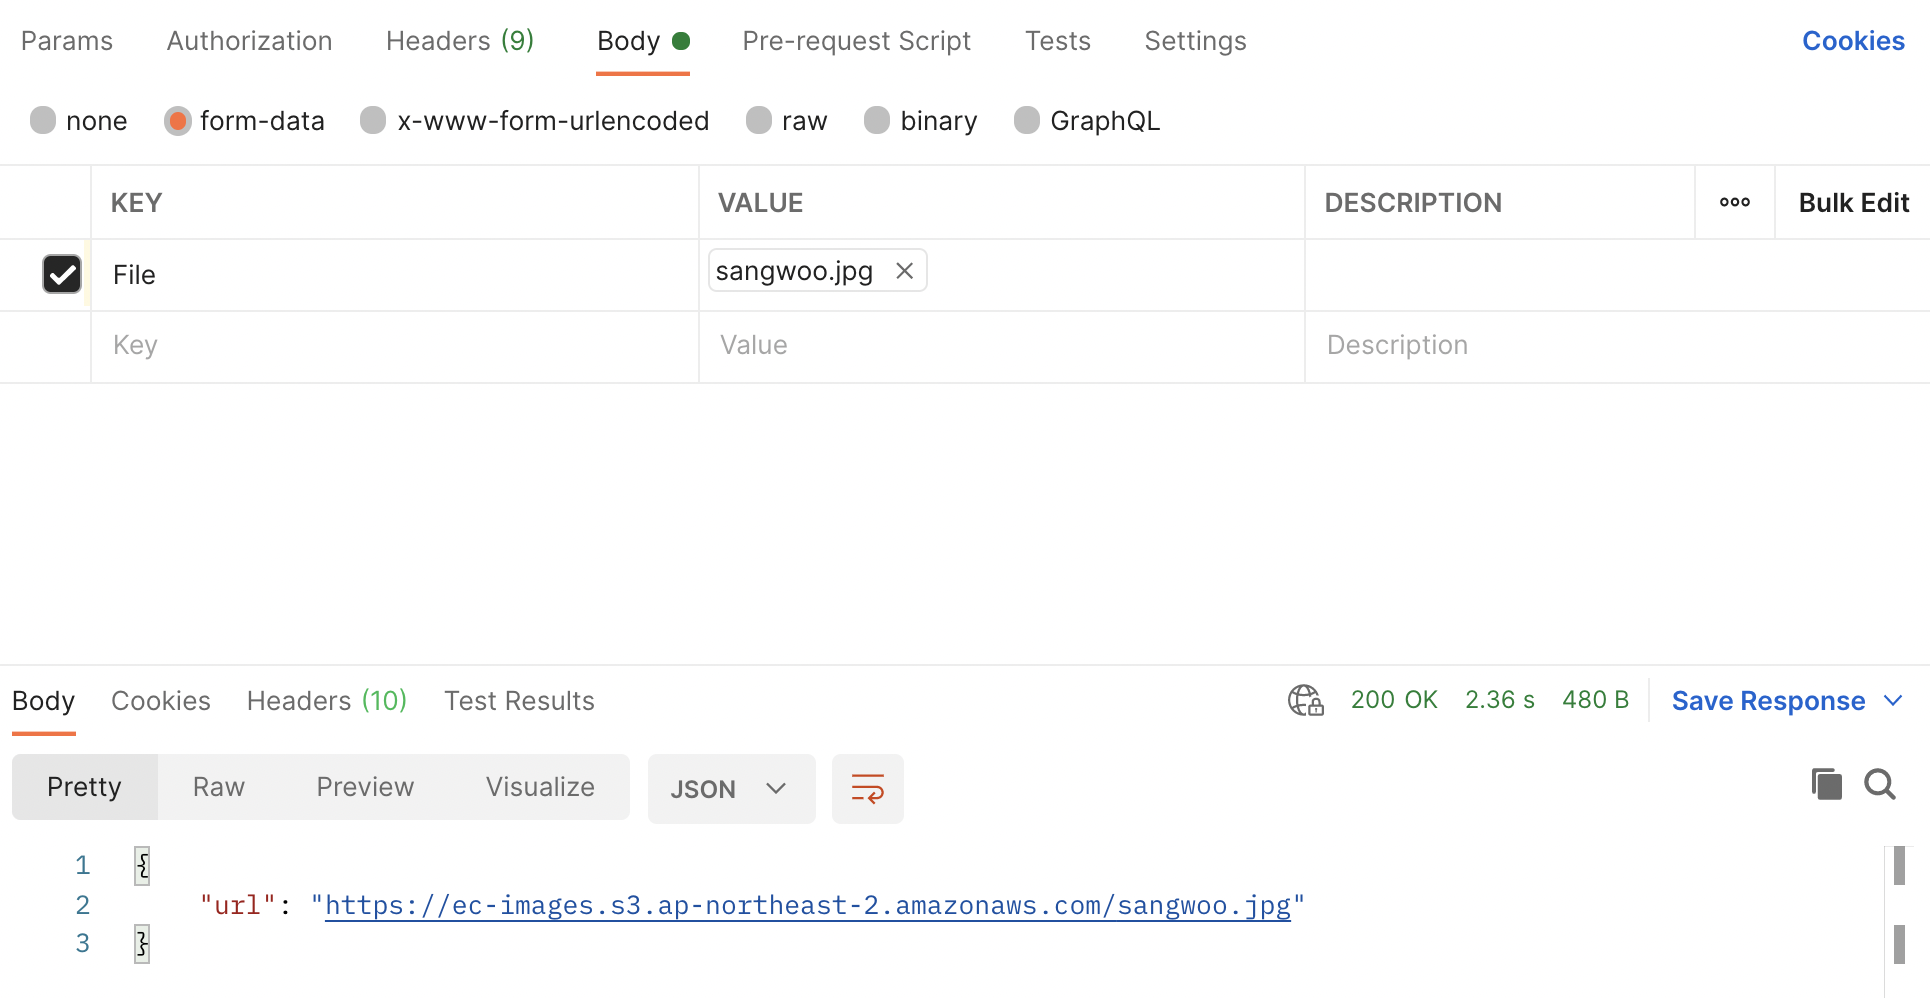 Params Authorization Headers (9) Body Pre-request Script Tests Settings Cookies
none form-data x-www-form-urlencoded raw binary GraphQL
KEY VALUE DESCRIPTION Bulk Edit
File sangwoo.jpg
Key Value Description
Body Cookies Headers (10) Test Results 200 OK 2.36 s 480 B Save Response
Pretty Raw Preview Visualize JSON
1 {
2 "url": "https://ec-images.s3.ap-northeast-2.amazonaws.com/sangwoo.jpg"
3 }